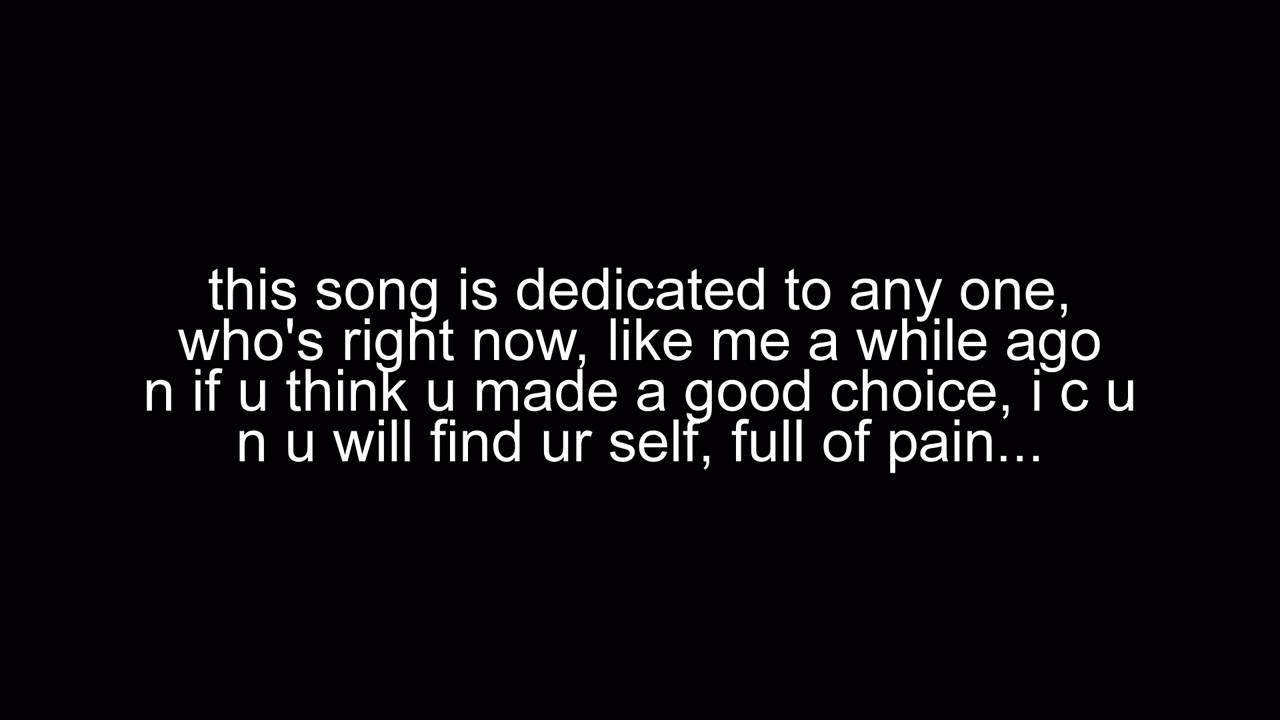 this song is dedicated to any one,
who's right now, like me a while ago
n if u think u made a good choice, i c u
n u will find ur self, full of pain...